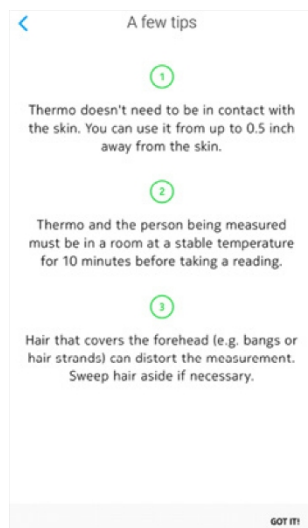 A few tips
1
Thermo doesn't need to be in contact with
the skin. You can use it from up to 0.5 inch
away from the skin.
2
Thermo and the person being measured
must be in a room at a stable temperature
for 10 minutes before taking a reading.
3
Hair that covers the forehead (e.g. bangs or
hair strands) can distort the measurement.
Sweep hair aside if necessary.
GOT IT!